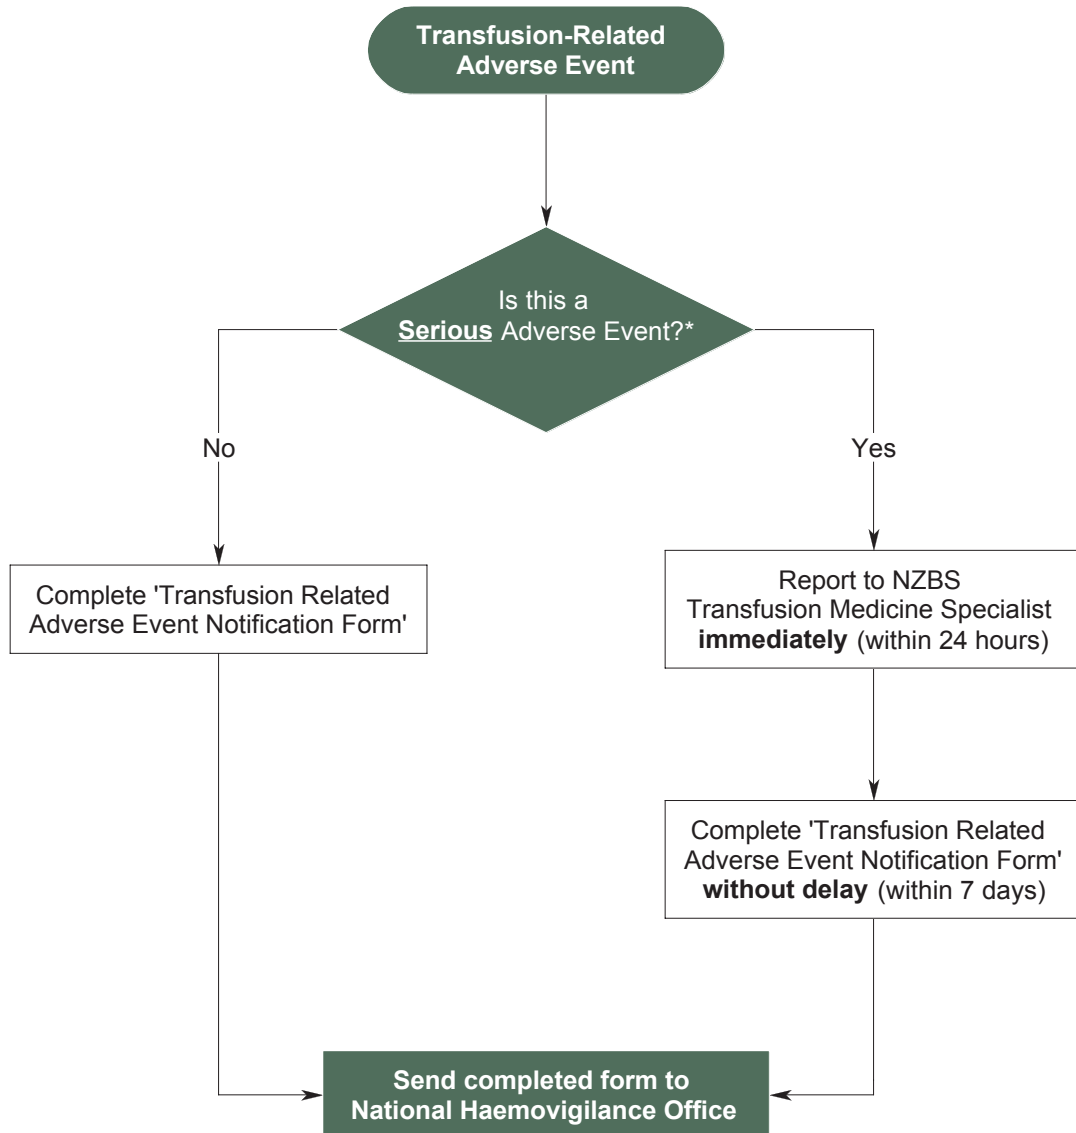 Transfusion-Related
Adverse Event
Is this a
Serious Adverse Event?*
No
Yes
Complete 'Transfusion Related
Adverse Event Notification Form'
Report to NZBS
Transfusion Medicine Specialist
immediately (within 24 hours)
Complete 'Transfusion Related
Adverse Event Notification Form'
without delay (within 7 days)
Send completed form to
National Haemovigilance Office